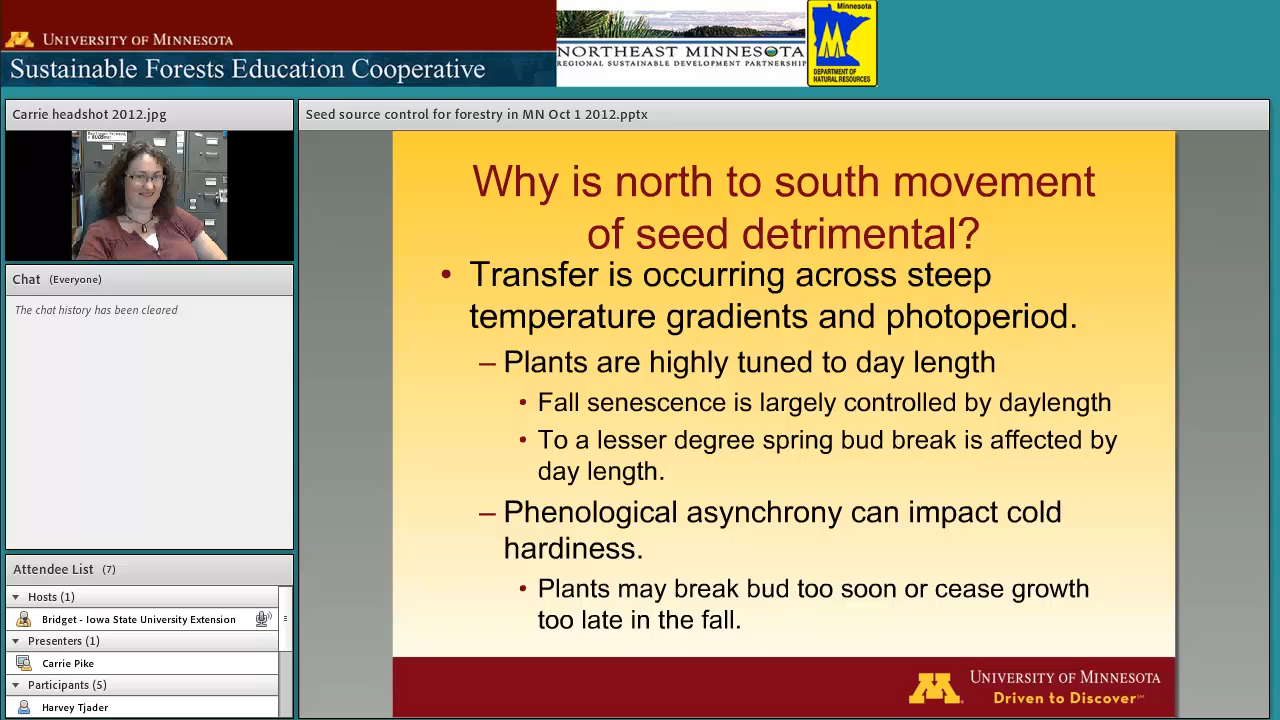 UNIVERSITY OF MINNESOTA
Sustainable Forests Education Cooperative
NORTHEAST MINNESOTA
REGIONAL SUSTAINABLE DEVELOPMENT PARTNERSHIP
Minnesota
DEPARTMENT OF
NATURAL RESOURCES
Carrie headshot 2012.jpg
Chat (Everyone)
The chat history has been cleared
Attendee List (7)
Hosts (1)
Bridget - Iowa State University Extension
Presenters (1)
Carrie Pike
Participants (5)
Harvey Tjader
Seed source control for forestry in MN Oct 1 2012.pptx
Why is north to south movement
of seed detrimental?
• Transfer is occurring across steep
temperature gradients and photoperiod.
– Plants are highly tuned to day length
• Fall senescence is largely controlled by daylength
• To a lesser degree spring bud break is affected by
day length.
– Phenological asynchrony can impact cold
hardiness.
• Plants may break bud too soon or cease growth
too late in the fall.
UNIVERSITY OF MINNESOTA
Driven to Discover℠